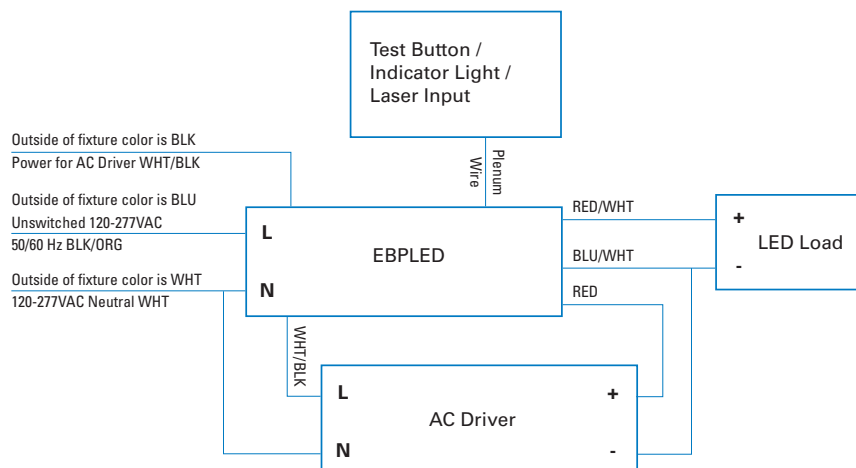 Test Button /
Indicator Light /
Laser Input
Outside of fixture color is BLK
Power for AC Driver WHT/BLK
Plenum
Wire
Outside of fixture color is BLU
Unswitched 120-277VAC
50/60 Hz BLK/ORG
L
EBPLED
N
RED/WHT
BLU/WHT
RED
+
LED Load
-
Outside of fixture color is WHT
120-277VAC Neutral WHT
WHT/BLK
L
+
AC Driver
N
-